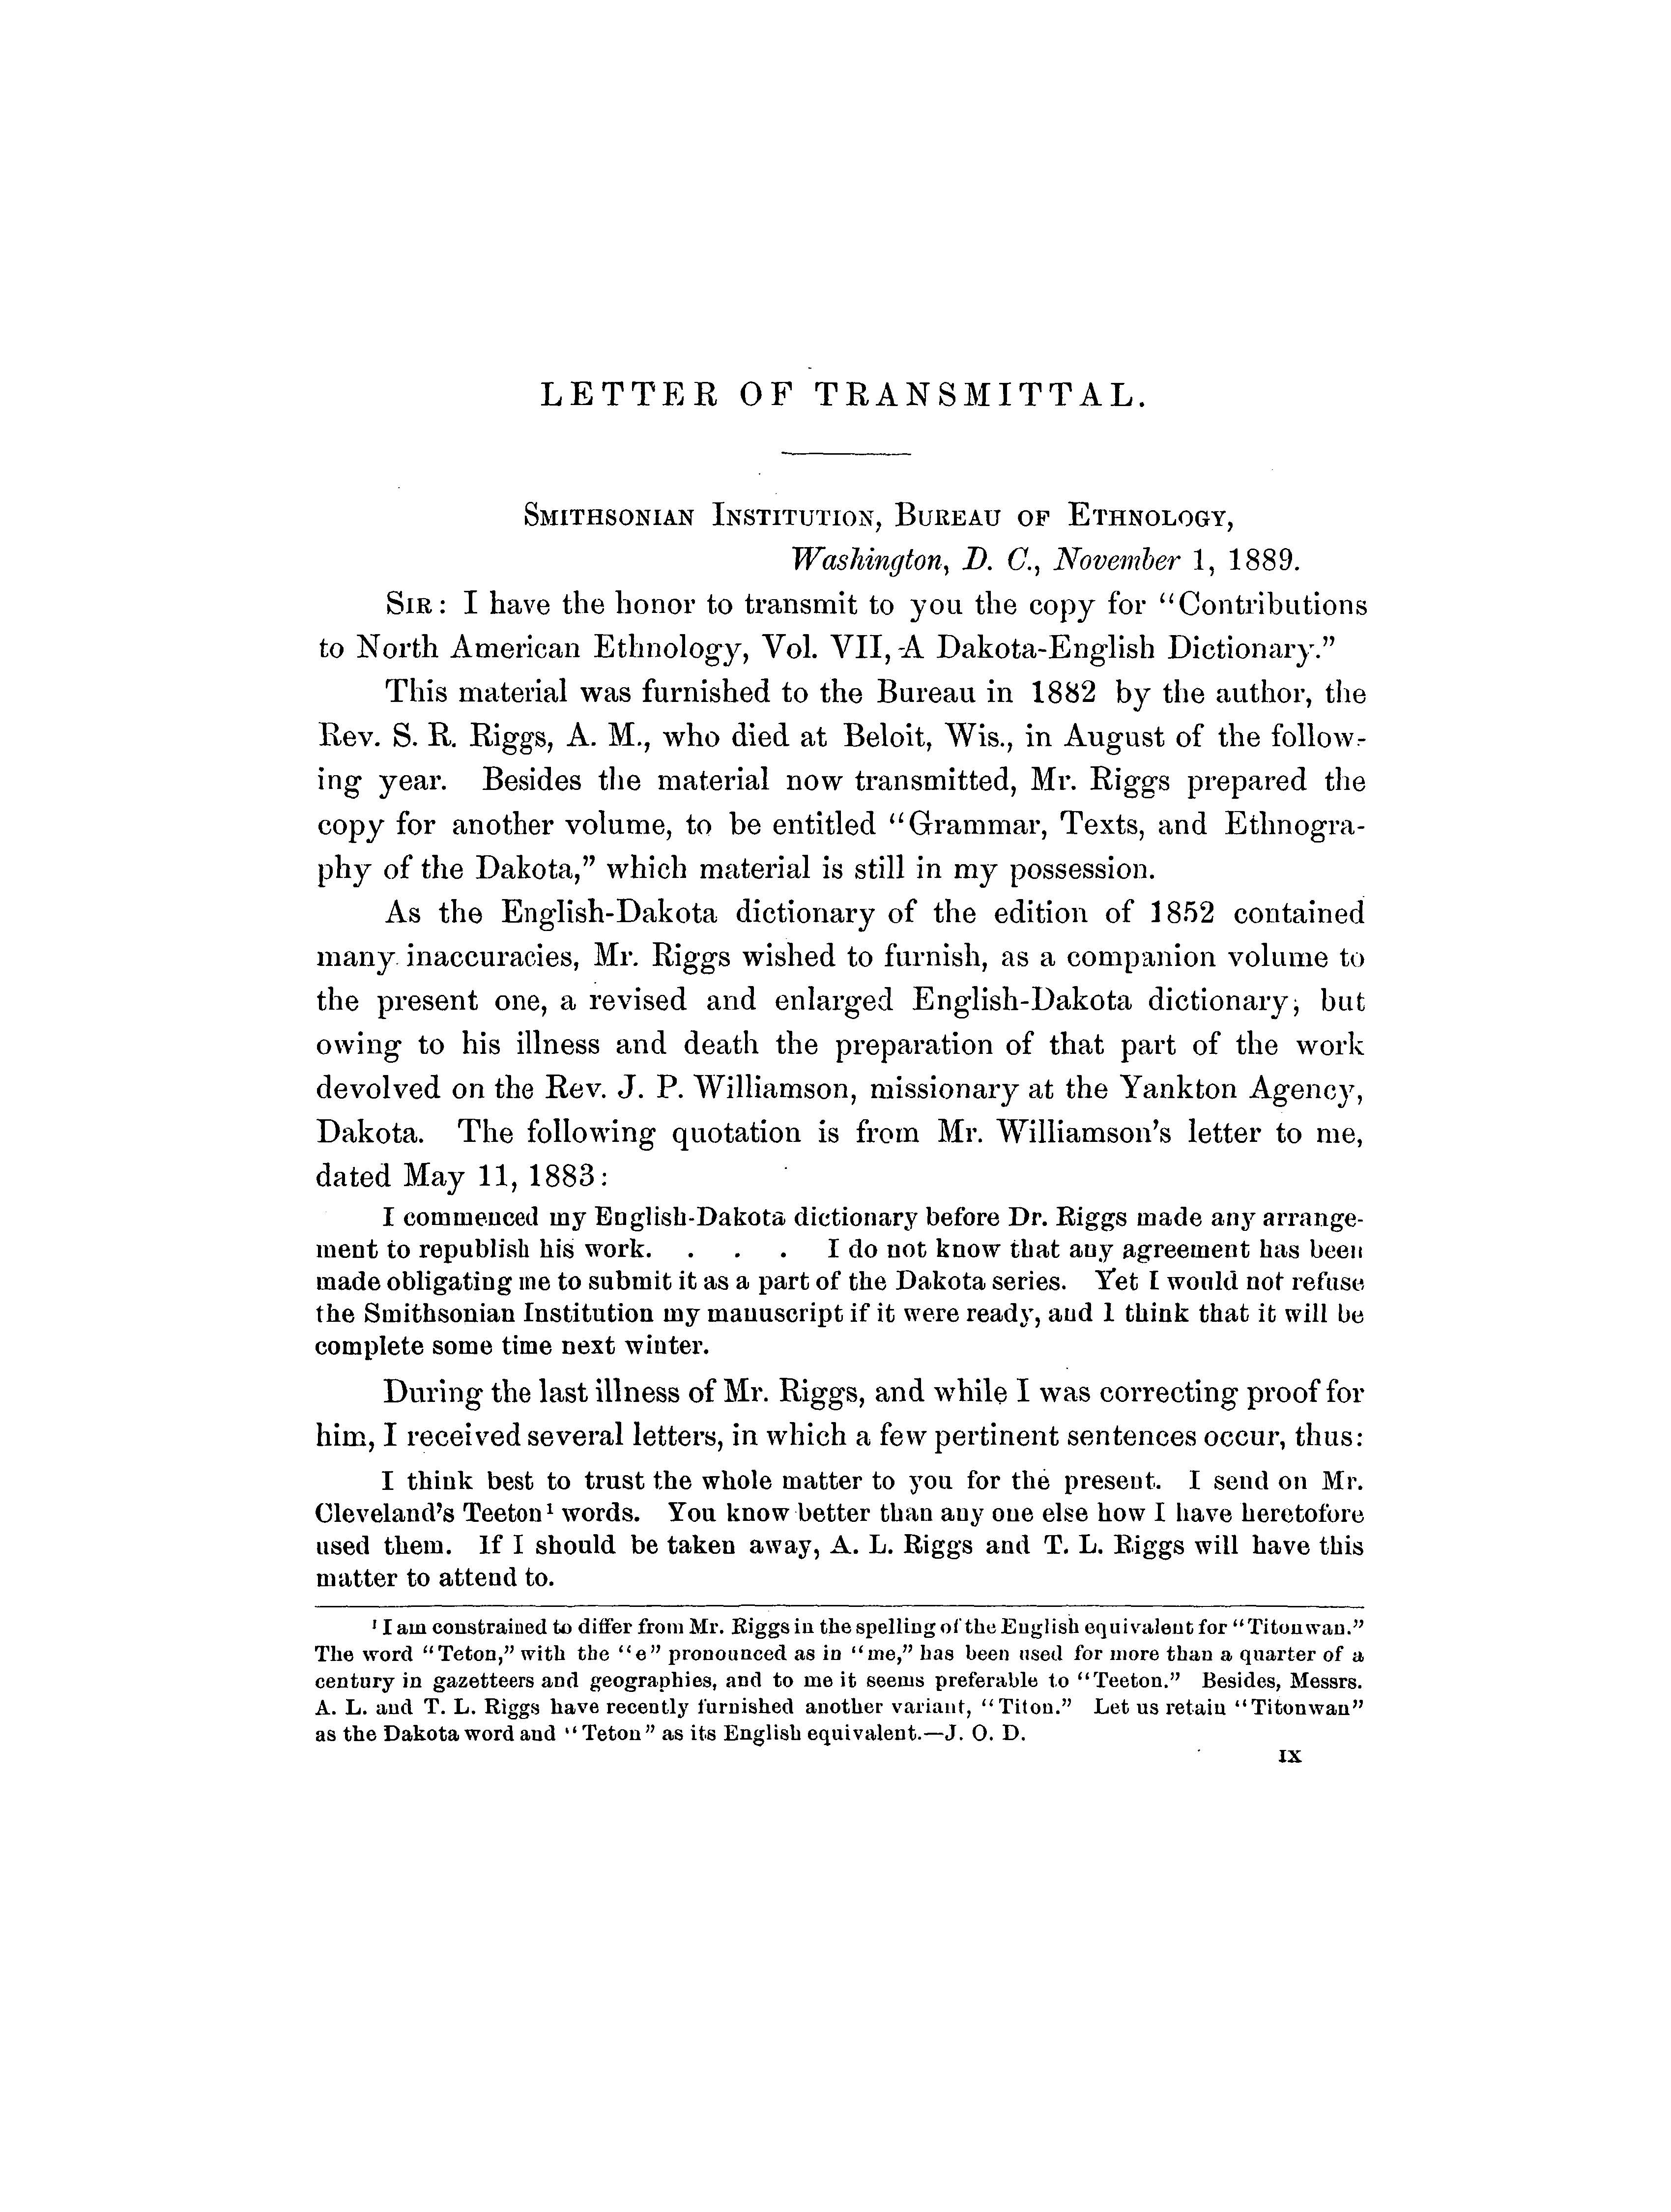 LETTER OF TRANSMITTAL.
SMITHSONIAN INSTITUTION, BUREAU OF ETHNOLOGY,
Washington, D. C., November 1, 1889.
SIR: I have the honor to transmit to you the copy for “Contributions
to North American Ethnology, Vol. VII, A Dakota-English Dictionary.”
This material was furnished to the Bureau in 1882 by the author, the
Rev. S. R. Riggs, A. M., who died at Beloit, Wis., in August of the follow-
ing year. Besides the material now transmitted, Mr. Riggs prepared the
copy for another volume, to be entitled “Grammar, Texts, and Ethnogra-
phy of the Dakota,” which material is still in my possession.
As the English-Dakota dictionary of the edition of 1852 contained
many inaccuracies, Mr. Riggs wished to furnish, as a companion volume to
the present one, a revised and enlarged English-Dakota dictionary; but
owing to his illness and death the preparation of that part of the work
devolved on the Rev. J. P. Williamson, missionary at the Yankton Agency,
Dakota. The following quotation is from Mr. Williamson’s letter to me,
dated May 11, 1883:
I commenced my English-Dakota dictionary before Dr. Riggs made any arrange-
ment to republish his work. . . . I do not know that any agreement has been
made obligating me to submit it as a part of the Dakota series. Yet I would not refuse
the Smithsonian Institution my manuscript if it were ready, and I think that it will be
complete some time next winter.
During the last illness of Mr. Riggs, and while I was correcting proof for
him, I received several letters, in which a few pertinent sentences occur, thus:
I think best to trust the whole matter to you for the present. I send on Mr.
Cleveland’s Teeton¹ words. You know better than any one else how I have heretofore
used them. If I should be taken away, A. L. Riggs and T. L. Riggs will have this
matter to attend to.
¹ I am constrained to differ from Mr. Riggs in the spelling of the English equivalent for “Titonwan.”
The word “Teton,” with the “e” pronounced as in “me,” has been used for more than a quarter of a
century in gazetteers and geographies, and to me it seems preferable to “Teeton.” Besides, Messrs.
A. L. and T. L. Riggs have recently furnished another variant, “Titon.” Let us retain “Titonwan”
as the Dakota word and “Teton” as its English equivalent.—J. O. D.
IX